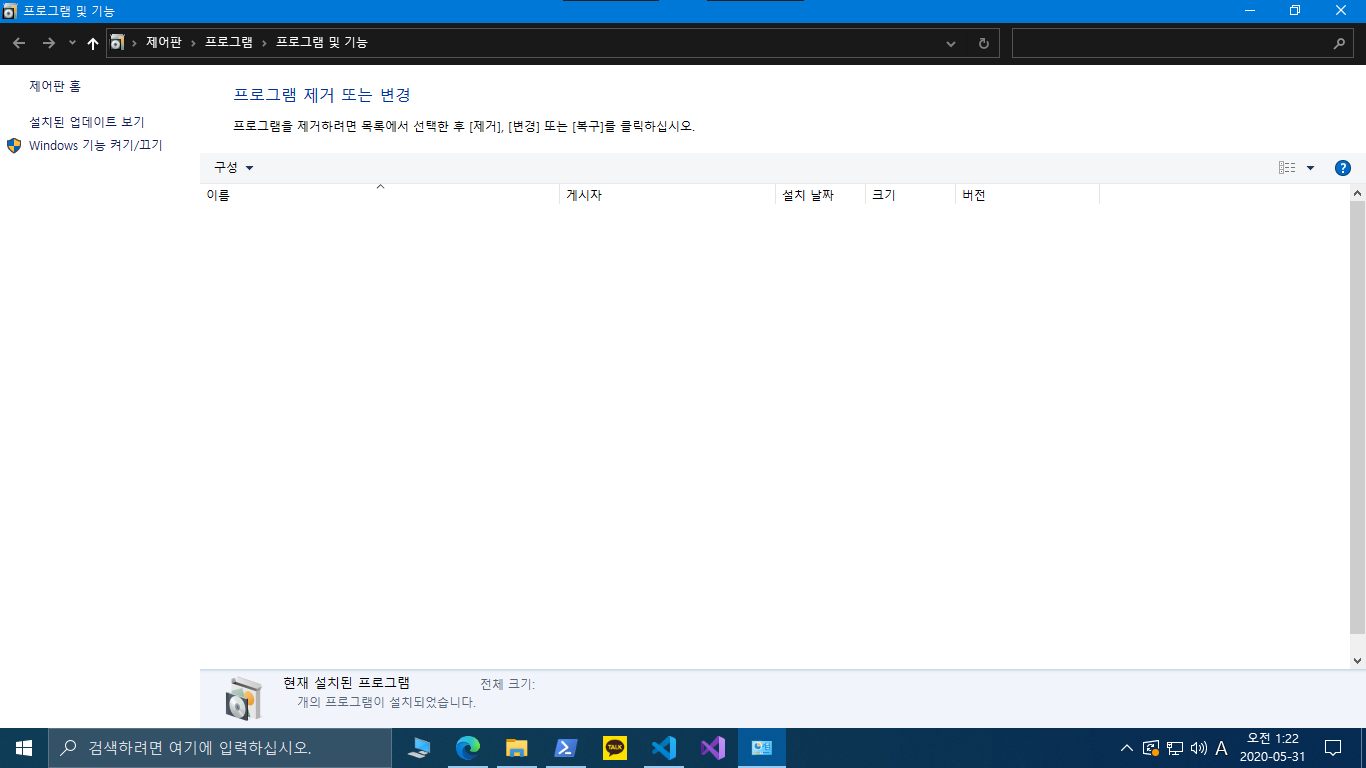 프로그램 및 기능
제어판 › 프로그램 › 프로그램 및 기능
제어판 홈
설치된 업데이트 보기
Windows 기능 켜기/끄기
프로그램 제거 또는 변경
프로그램을 제거하려면 목록에서 선택한 후 [제거], [변경] 또는 [복구]를 클릭하십시오.
구성
이름 게시자 설치 날짜 크기 버전
현재 설치된 프로그램 전체 크기:
개의 프로그램이 설치되었습니다.
검색하려면 여기에 입력하십시오.
TALK
A
오전 1:22
2020-05-31